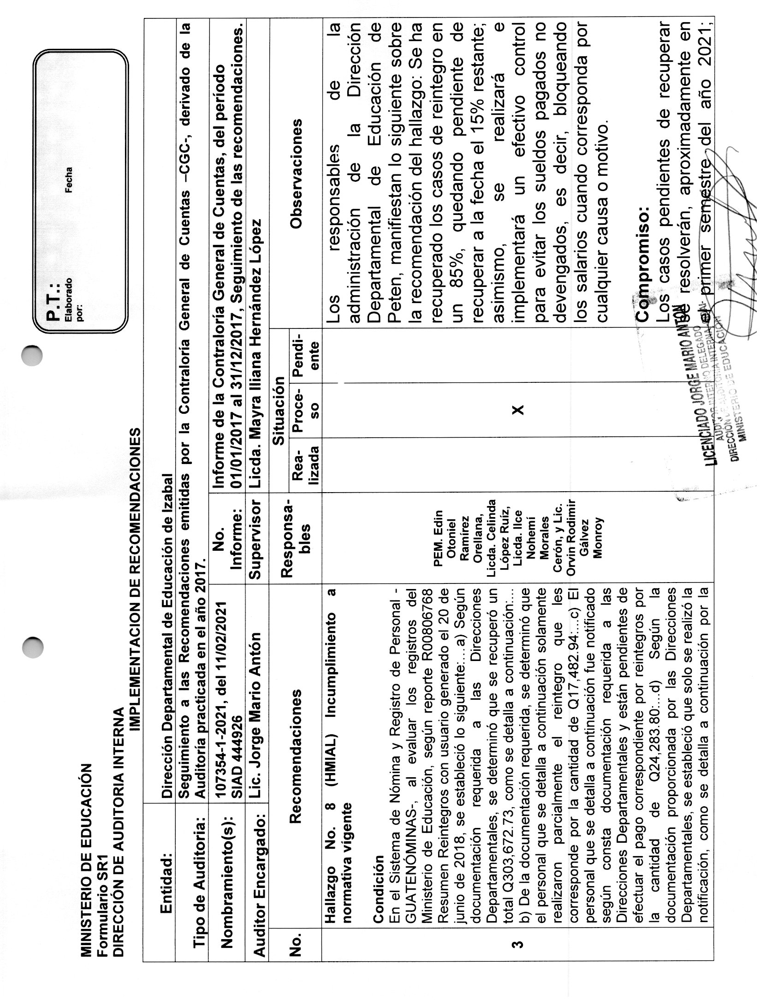 MINISTERIO DE EDUCACIÓN
Formulario SR1
DIRECCIÓN DE AUDITORIA INTERNA
IMPLEMENTACION DE RECOMENDACIONES
P.T.:
Elaborado
por:
Fecha
Entidad:
Dirección Departamental de Educación de Izabal
Tipo de Auditoria:
Seguimiento a las Recomendaciones emitidas por la Contraloría General de Cuentas –CGC-, derivado de la
Auditoría practicada en el año 2017.
Nombramiento(s):
107354-1-2021, del 11/02/2021
SIAD 444926
No.
Informe:
Informe de la Contraloría General de Cuentas, del período
01/01/2017 al 31/12/2017, Seguimiento de las recomendaciones.
Auditor Encargado:
Lic. Jorge Mario Antón
Supervisor
Licda. Mayra Iliana Hernández López
No.
Recomendaciones
Responsa-
bles
Situación
Rea-
lizada
Proce-
so
Pendi-
ente
Observaciones
3
Hallazgo No. 8 (HMIAL) Incumplimiento a
normativa vigente
Condición
En el Sistema de Nómina y Registro de Personal -
GUATENÓMINAS-, al evaluar los registros del
Ministerio de Educación, según reporte R00806768
Resumen Reintegros con usuario generado el 20 de
junio de 2018, se estableció lo siguiente:...a) Según
documentación requerida a las Direcciones
Departamentales, se determinó que se recuperó un
total Q303,672.73, como se detalla a continuación:...
b) De la documentación requerida, se determinó que
el personal que se detalla a continuación solamente
realizaron parcialmente el reintegro que les
corresponde por la cantidad de Q17,482.94:...c) El
personal que se detalla a continuación fue notificado
según consta documentación requerida a las
Direcciones Departamentales y están pendientes de
efectuar el pago correspondiente por reintegros por
la cantidad de Q24,283.80:...d) Según la
documentación proporcionada por las Direcciones
Departamentales, se estableció que solo se realizó la
notificación, como se detalla a continuación por la
PEM. Edin
Otoniel
Ramírez
Orellana,
Licda. Celinda
López Ruíz,
Licda. Ilce
Nohemí
Morales
Cerón, y Lic.
Orvin Rodimir
Gálvez
Monroy
X
Los responsables de la
administración de la Dirección
Departamental de Educación de
Peten, manifiestan lo siguiente sobre
la recomendación del hallazgo: Se ha
recuperado los casos de reintegro en
un 85%, quedando pendiente de
recuperar a la fecha el 15% restante;
asimismo, se realizará e
implementará un efectivo control
para evitar los sueldos pagados no
devengados, es decir, bloqueando
los salarios cuando corresponda por
cualquier causa o motivo.
Compromiso:
Los casos pendientes de recuperar
se resolverán, aproximadamente en
el primer semestre del año 2021;
LICENCIADO JORGE MARIO ANTON
AUDITOR INTERNO DELEGADO
DIRECCIÓN DE AUDITORIA INTERNA
MINISTERIO DE EDUCACIÓN